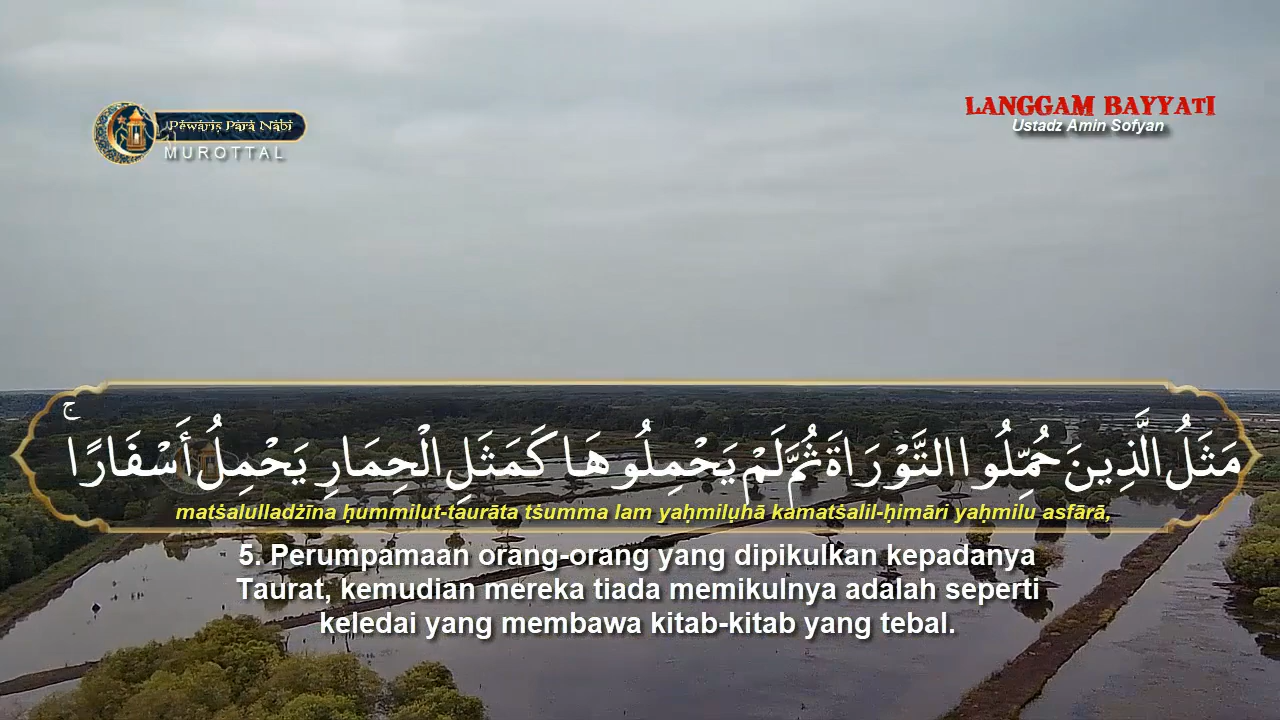 Pewaris Para Nabi
MUROTTAL
LANGGAM BAYYATI
Ustadz Amin Sofyan
مَثَلُ الَّذِينَ حُمِّلُوا التَّوْرَاةَ ثُمَّ لَمْ يَحْمِلُوهَا كَمَثَلِ الْحِمَارِ يَحْمِلُ أَسْفَارًا ۚ
matṡalulladżīna ḥummilut-taurāta tṡumma lam yaḥmilụhā kamatṡalil-ḥimāri yaḥmilu asfārā,
5. Perumpamaan orang-orang yang dipikulkan kepadanya
Taurat, kemudian mereka tiada memikulnya adalah seperti
keledai yang membawa kitab-kitab yang tebal.